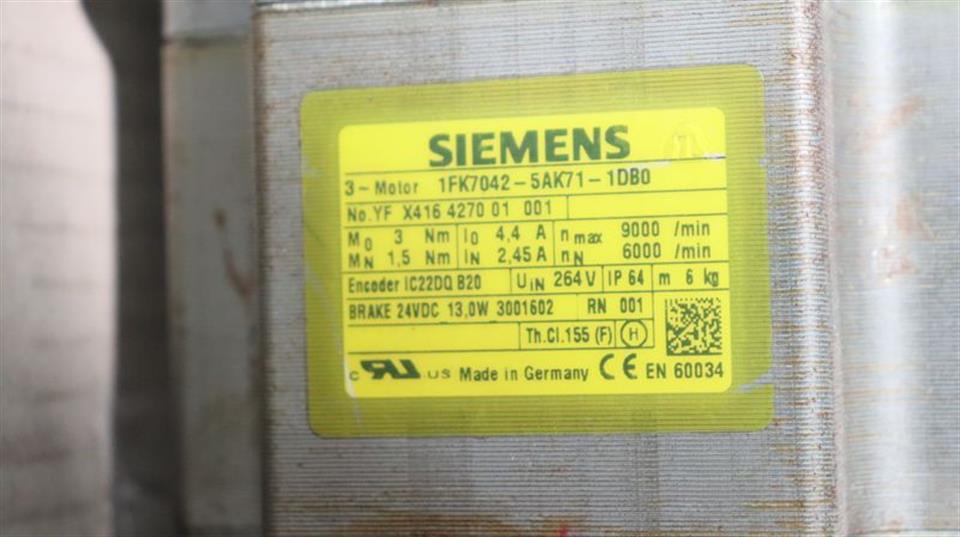 SIEMENS
3~Motor 1FK7042-5AK71-1DB0
No.YF X416 4270 01 001
M0 3 Nm I0 4,4 A nmax 9000 /min
MN 1,5 Nm IN 2,45 A nN 6000 /min
Encoder IC22DQ B20 UIN 264 V IP 64 m 6 kg
BRAKE 24VDC 13,0W 3001602 RN 001
Th.Cl.155 (F) H
c RU US Made in Germany CE EN 60034